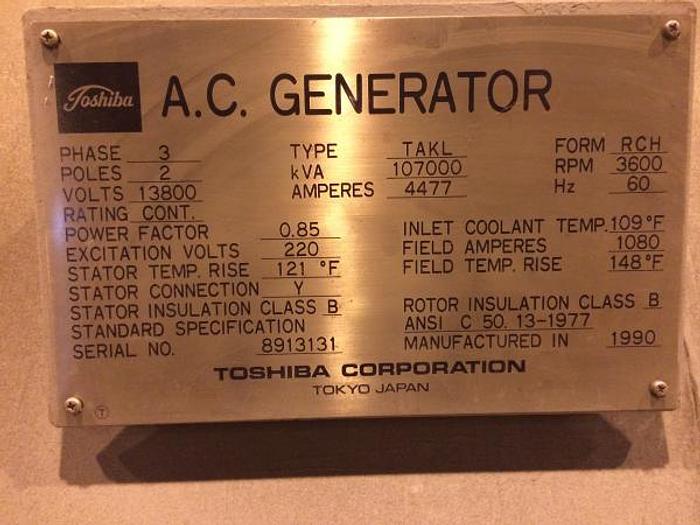 Toshiba A.C. GENERATOR
PHASE 3 TYPE TAKL FORM RCH
POLES 2 kVA 107000 RPM 3600
VOLTS 13800 AMPERES 4477 Hz 60
RATING CONT.
POWER FACTOR 0.85 INLET COOLANT TEMP. 109°F
EXCITATION VOLTS 220 FIELD AMPERES 1080
STATOR TEMP. RISE 121 °F FIELD TEMP. RISE 148°F
STATOR CONNECTION Y
STATOR INSULATION CLASS B ROTOR INSULATION CLASS B
STANDARD SPECIFICATION ANSI C 50. 13-1977
SERIAL NO. 8913131 MANUFACTURED IN 1990
TOSHIBA CORPORATION
TOKYO JAPAN
T